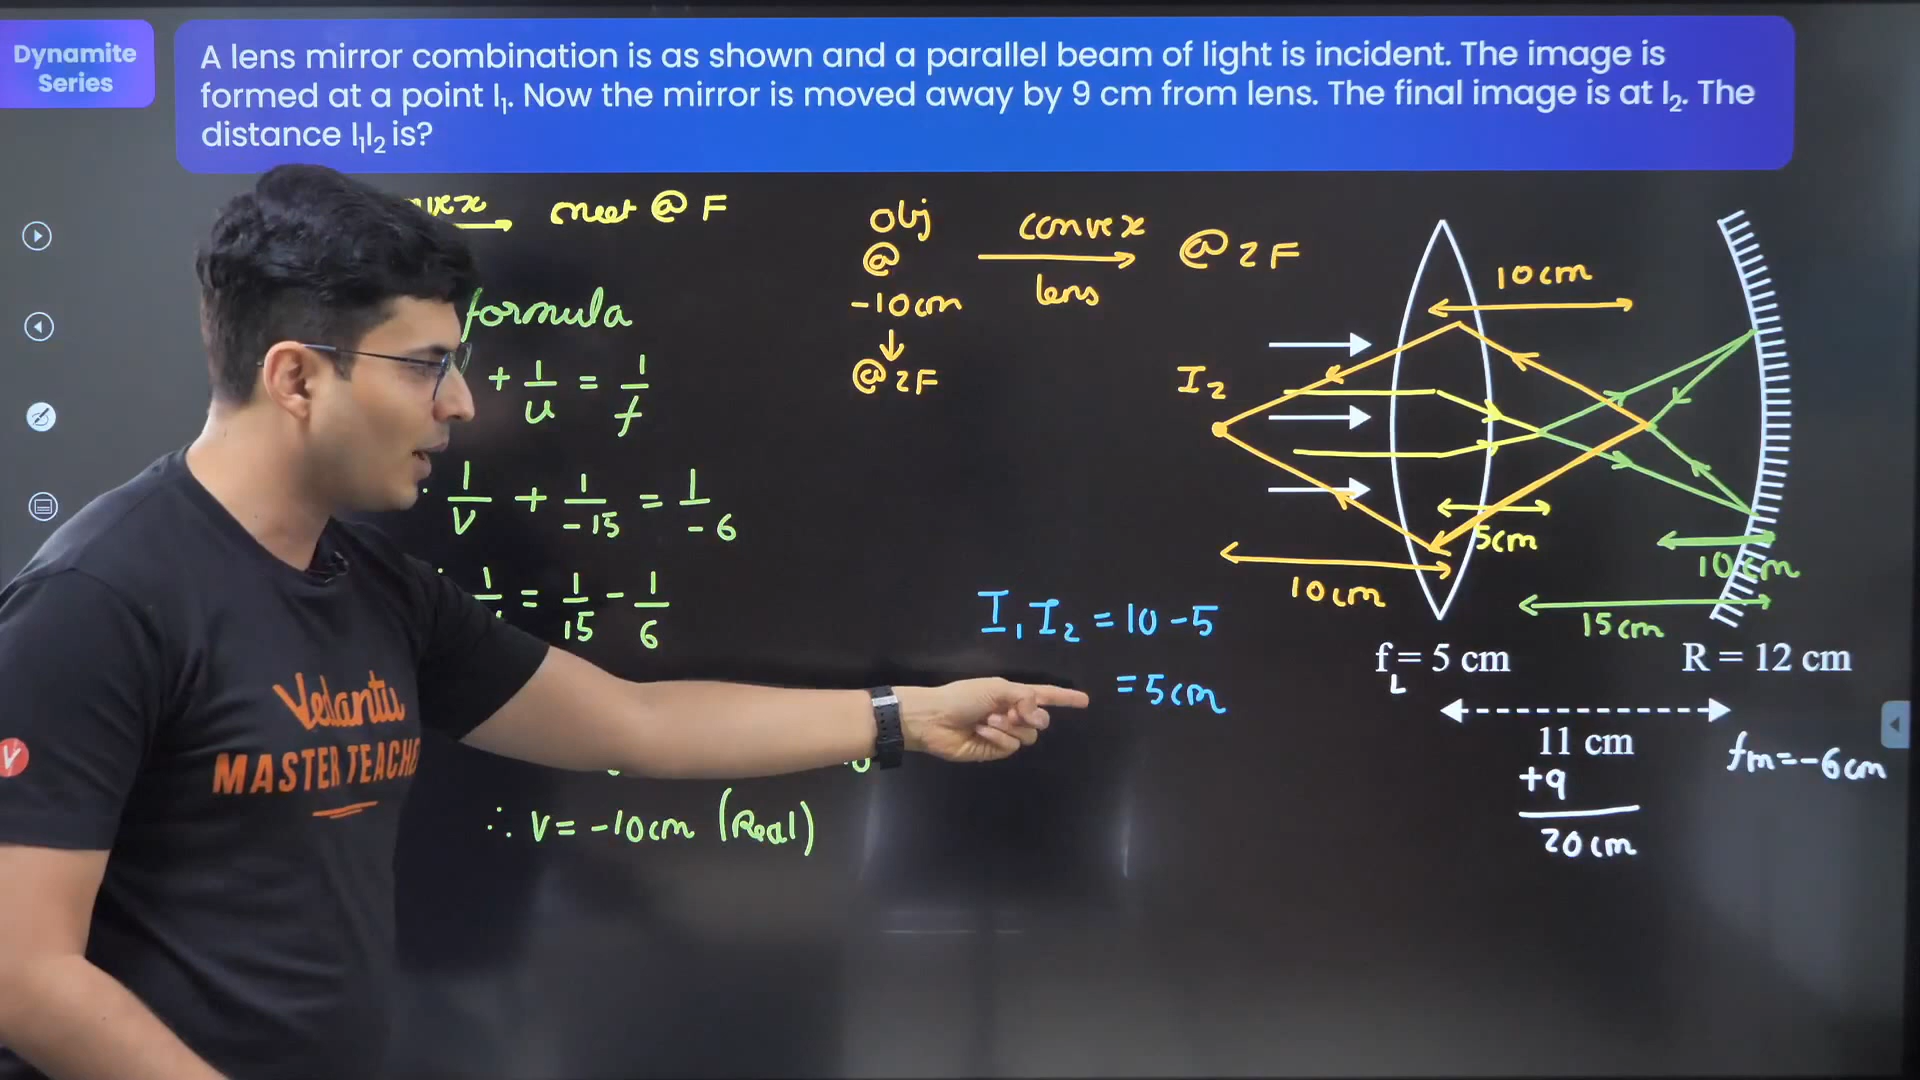 Dynamite
Series
A lens mirror combination is as shown and a parallel beam of light is incident. The image is
formed at a point I₁. Now the mirror is moved away by 9 cm from lens. The final image is at I₂. The
distance I₁I₂ is?
meet @ F
formula
+ 1/u = 1/f
1/v + 1/-15 = 1/-6
= 1/15 - 1/6
∴ V = -10cm (Real)
obj
@
-10cm
↓
@ 2F
convex
lens
@ 2F
I₁ I₂ = 10 - 5
= 5cm
I₂
10cm
5cm
10cm
10cm
15cm
f = 5 cm
L
R = 12 cm
11 cm
+9
20cm
fm = -6cm
Vedantu
MASTER TEACHE
V